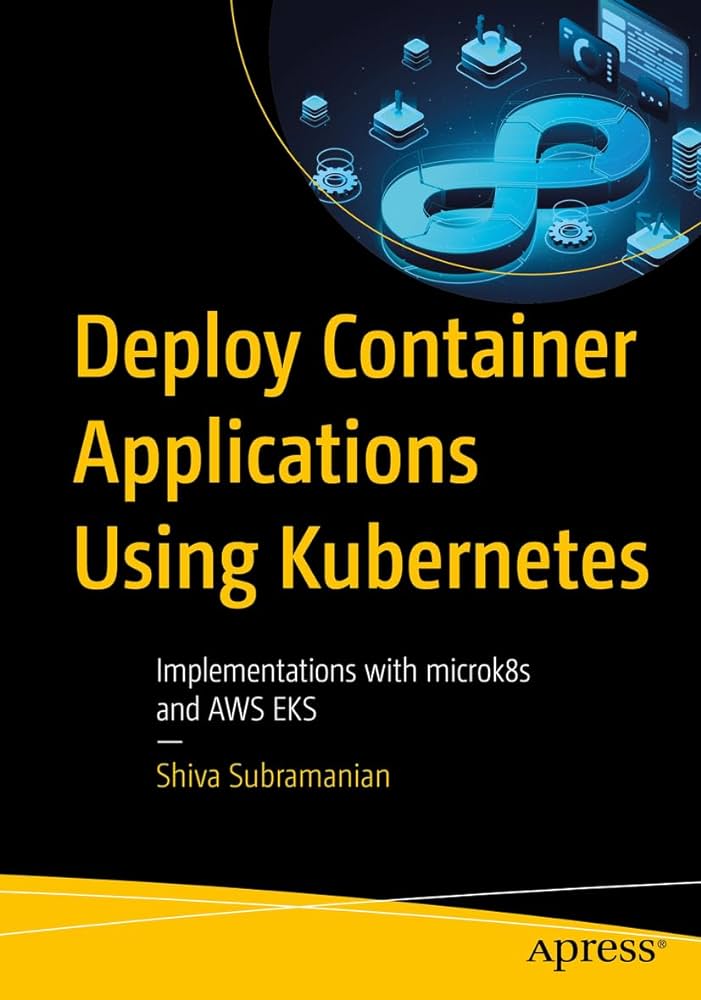 Deploy Container
Applications
Using Kubernetes
Implementations with microk8s
and AWS EKS
Shiva Subramanian
Apress®